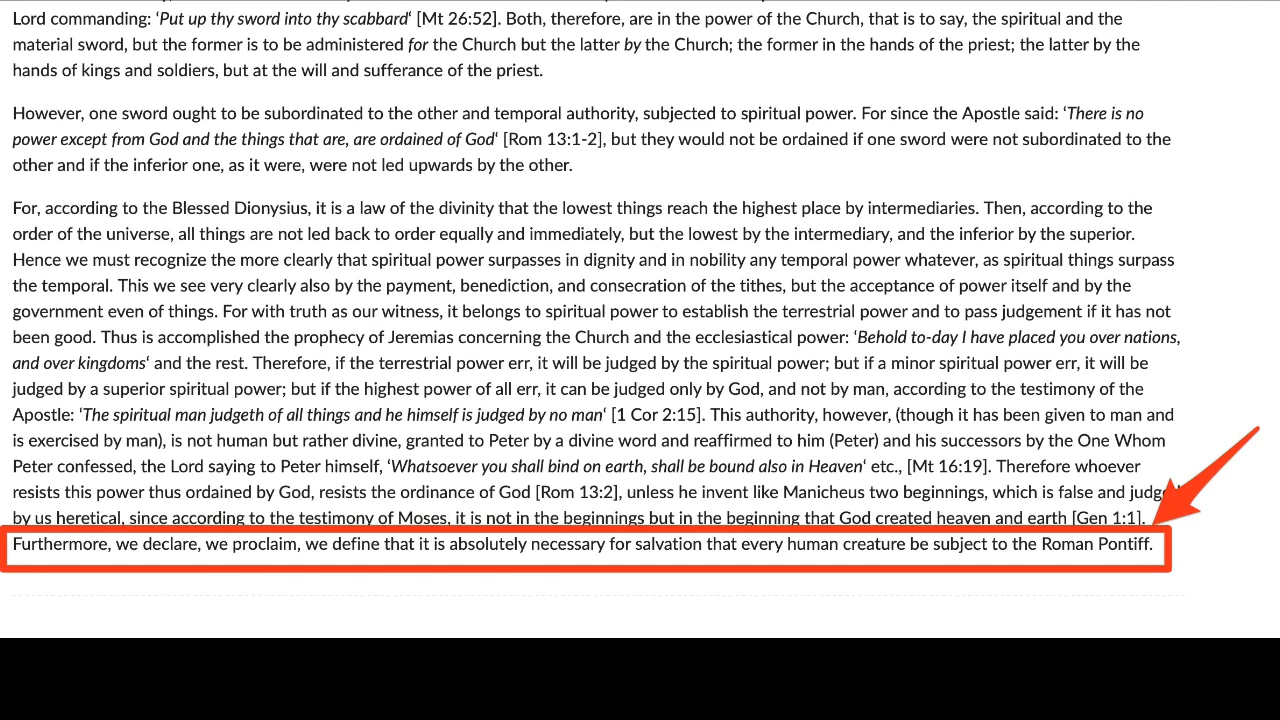 Lord commanding: ‘Put up thy sword into thy scabbard‘ [Mt 26:52]. Both, therefore, are in the power of the Church, that is to say, the spiritual and the
material sword, but the former is to be administered for the Church but the latter by the Church; the former in the hands of the priest; the latter by the
hands of kings and soldiers, but at the will and sufferance of the priest.
However, one sword ought to be subordinated to the other and temporal authority, subjected to spiritual power. For since the Apostle said: ‘There is no
power except from God and the things that are, are ordained of God‘ [Rom 13:1-2], but they would not be ordained if one sword were not subordinated to the
other and if the inferior one, as it were, were not led upwards by the other.
For, according to the Blessed Dionysius, it is a law of the divinity that the lowest things reach the highest place by intermediaries. Then, according to the
order of the universe, all things are not led back to order equally and immediately, but the lowest by the intermediary, and the inferior by the superior.
Hence we must recognize the more clearly that spiritual power surpasses in dignity and in nobility any temporal power whatever, as spiritual things surpass
the temporal. This we see very clearly also by the payment, benediction, and consecration of the tithes, but the acceptance of power itself and by the
government even of things. For with truth as our witness, it belongs to spiritual power to establish the terrestrial power and to pass judgement if it has not
been good. Thus is accomplished the prophecy of Jeremias concerning the Church and the ecclesiastical power: ‘Behold to-day I have placed you over nations,
and over kingdoms‘ and the rest. Therefore, if the terrestrial power err, it will be judged by the spiritual power; but if a minor spiritual power err, it will be
judged by a superior spiritual power; but if the highest power of all err, it can be judged only by God, and not by man, according to the testimony of the
Apostle: ‘The spiritual man judgeth of all things and he himself is judged by no man‘ [1 Cor 2:15]. This authority, however, (though it has been given to man and
is exercised by man), is not human but rather divine, granted to Peter by a divine word and reaffirmed to him (Peter) and his successors by the One Whom
Peter confessed, the Lord saying to Peter himself, ‘Whatsoever you shall bind on earth, shall be bound also in Heaven‘ etc., [Mt 16:19]. Therefore whoever
resists this power thus ordained by God, resists the ordinance of God [Rom 13:2], unless he invent like Manicheus two beginnings, which is false and
by us heretical, since according to the testimony of Moses, it is not in the beginnings but in the beginning that God created heaven and earth [Gen 1:1].
Furthermore, we declare, we proclaim, we define that it is absolutely necessary for salvation that every human creature be subject to the Roman Pontiff.